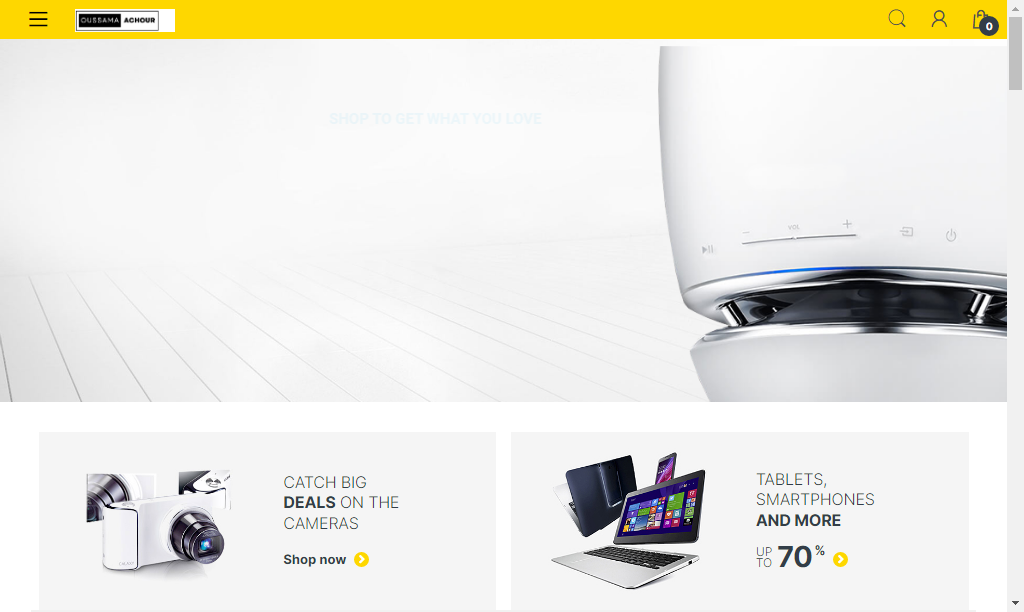 OUSSAMA ACHOUR
0
SHOP TO GET WHAT YOU LOVE
VOL
CATCH BIG
DEALS ON THE
CAMERAS
Shop now
TABLETS,
SMARTPHONES
AND MORE
UP
TO
70%